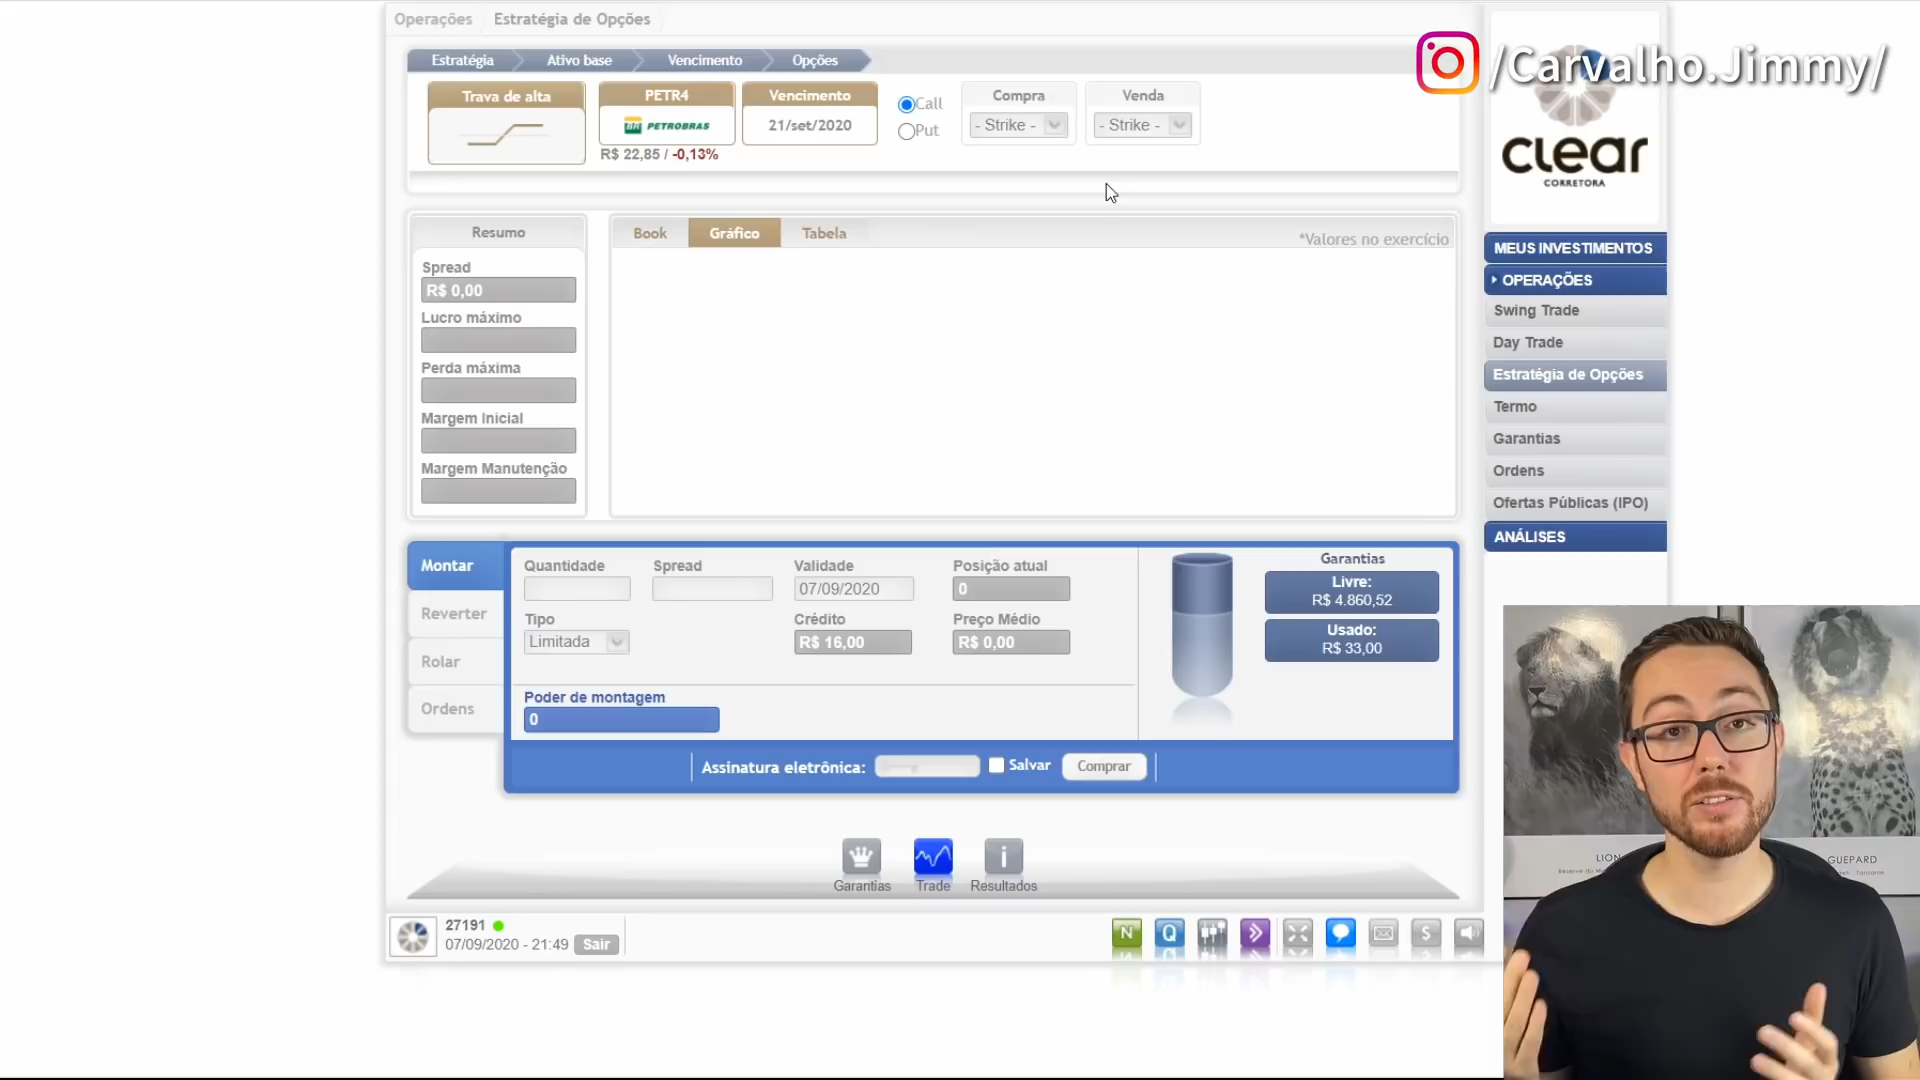 Operações
Estratégia de Opções
/Carvalho.Jimmy/
Estratégia
Ativo base
Vencimento
Opções
Trava de alta
PETR4
BR PETROBRAS
R$ 22,85 / -0,13%
Vencimento
21/set/2020
Call
Put
Compra
- Strike -
Venda
- Strike -
clear
CORRETORA
Resumo
Spread
R$ 0,00
Lucro máximo
Perda máxima
Margem Inicial
Margem Manutenção
Book
Gráfico
Tabela
*Valores no exercício
MEUS INVESTIMENTOS
OPERAÇÕES
Swing Trade
Day Trade
Estratégia de Opções
Termo
Garantias
Ordens
Ofertas Públicas (IPO)
ANÁLISES
Montar
Reverter
Rolar
Ordens
Quantidade
Spread
Validade
07/09/2020
Posição atual
0
Tipo
Limitada
Crédito
R$ 16,00
Preço Médio
R$ 0,00
Poder de montagem
0
Garantias
Livre:
R$ 4.860,52
Usado:
R$ 33,00
Assinatura eletrônica:
Salvar
Comprar
Garantias
Trade
Resultados
27191
07/09/2020 - 21:49
Sair
N
Q
LION
GUEPARD